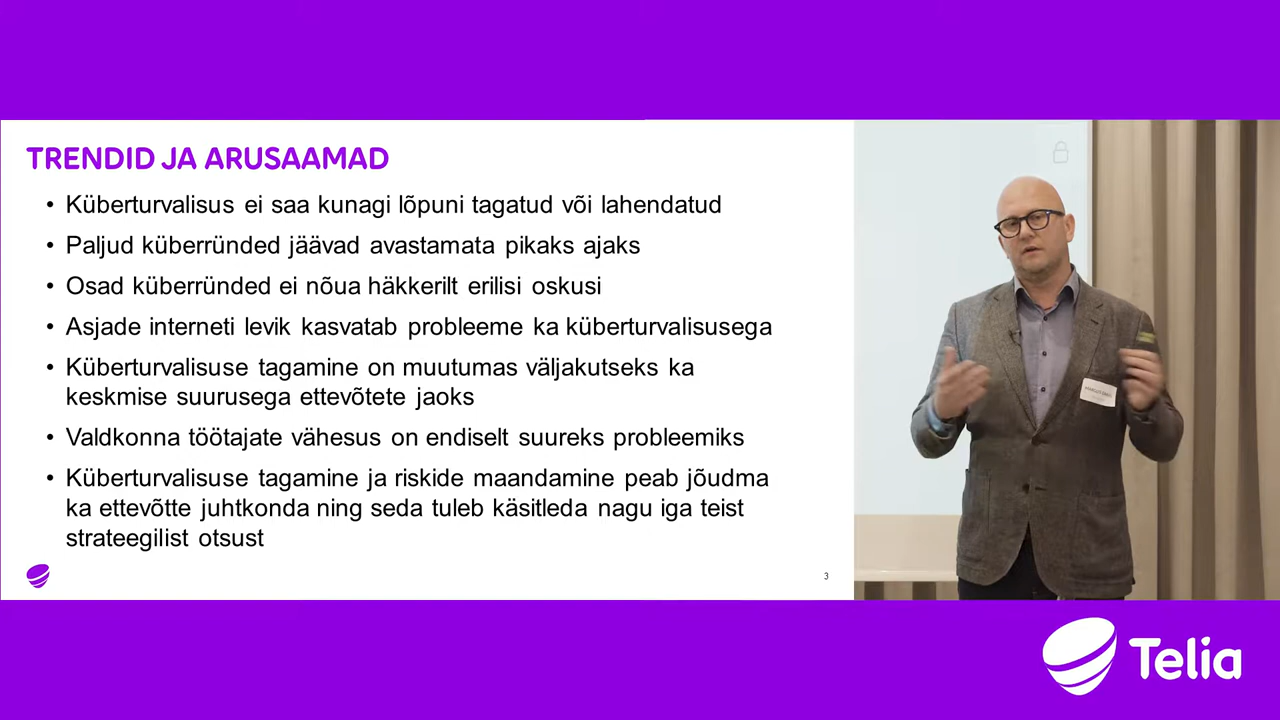 TRENDID JA ARUSAAMAD
• Küberturvalisus ei saa kunagi lõpuni tagatud või lahendatud
• Paljud küberründed jäävad avastamata pikaks ajaks
• Osad küberründed ei nõua häkkerilt erilisi oskusi
• Asjade interneti levik kasvatab probleeme ka küberturvalisusega
• Küberturvalisuse tagamine on muutumas väljakutseks ka
keskmise suurusega ettevõtete jaoks
• Valdkonna töötajate vähesus on endiselt suureks probleemiks
• Küberturvalisuse tagamine ja riskide maandamine peab jõudma
ka ettevõtte juhtkonda ning seda tuleb käsitleda nagu iga teist
strateegilist otsust
3
Telia